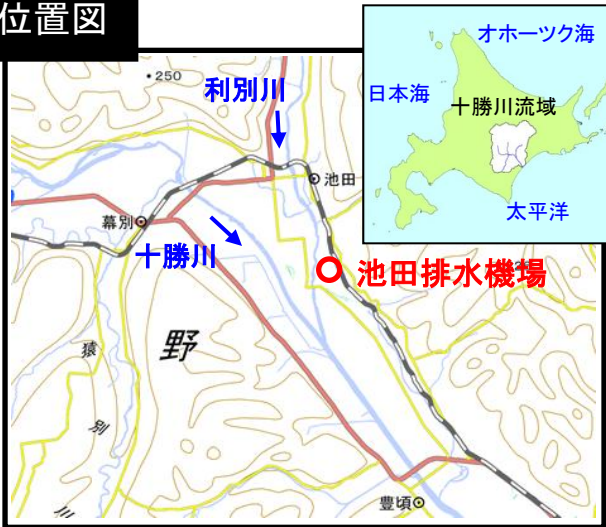 位置図
オホーツク海
日本海
十勝川流域
太平洋
・250
利別川
池田
幕別
十勝川
池田排水機場
野
猿
別
川
豊頃